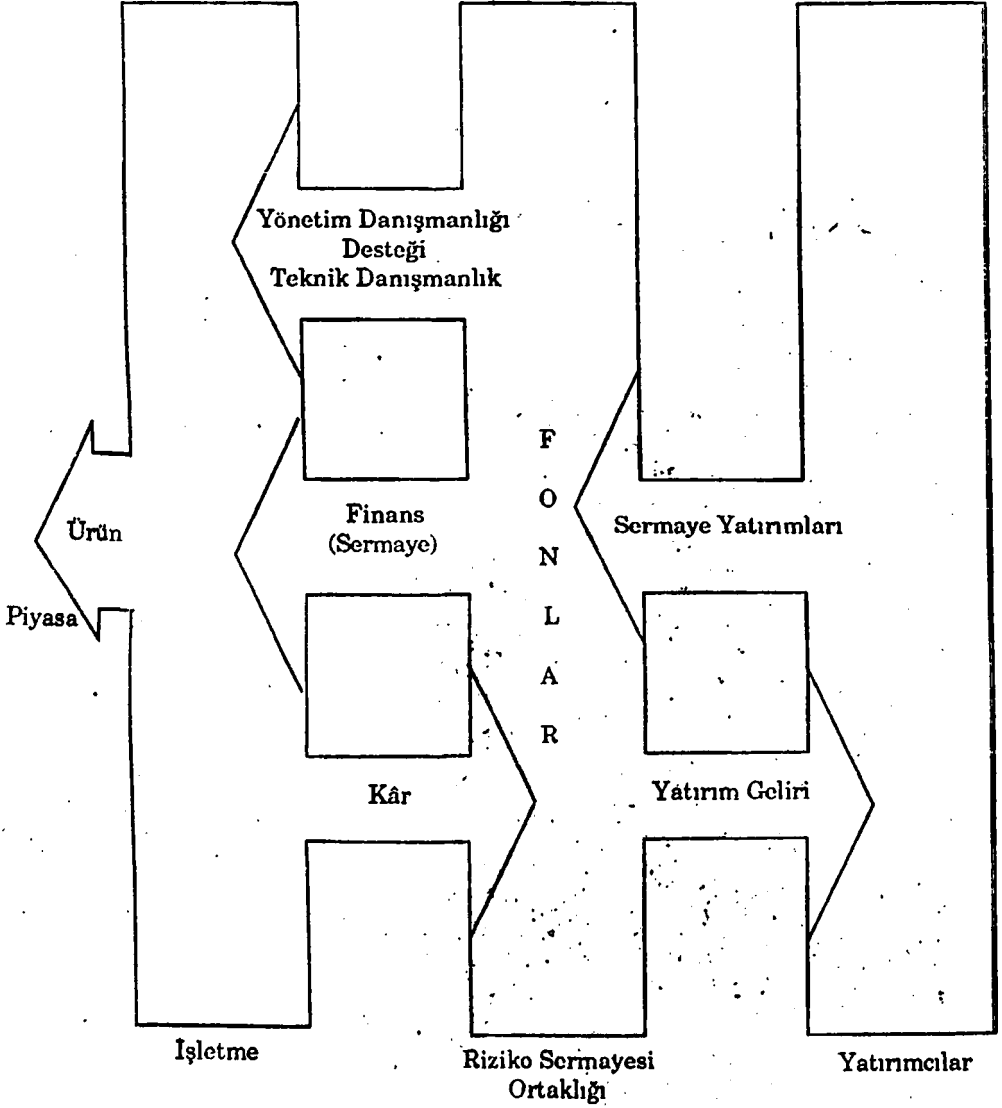 Yönetim Danışmanlığı
Desteği
Teknik Danışmanlık
F
O
N
L
A
R
Ürün
Finans
(Sermaye)
Sermaye Yatırımları
Piyasa
Kâr
Yatırım Geliri
İşletme
Riziko Sermayesi
Ortaklığı
Yatırımcılar